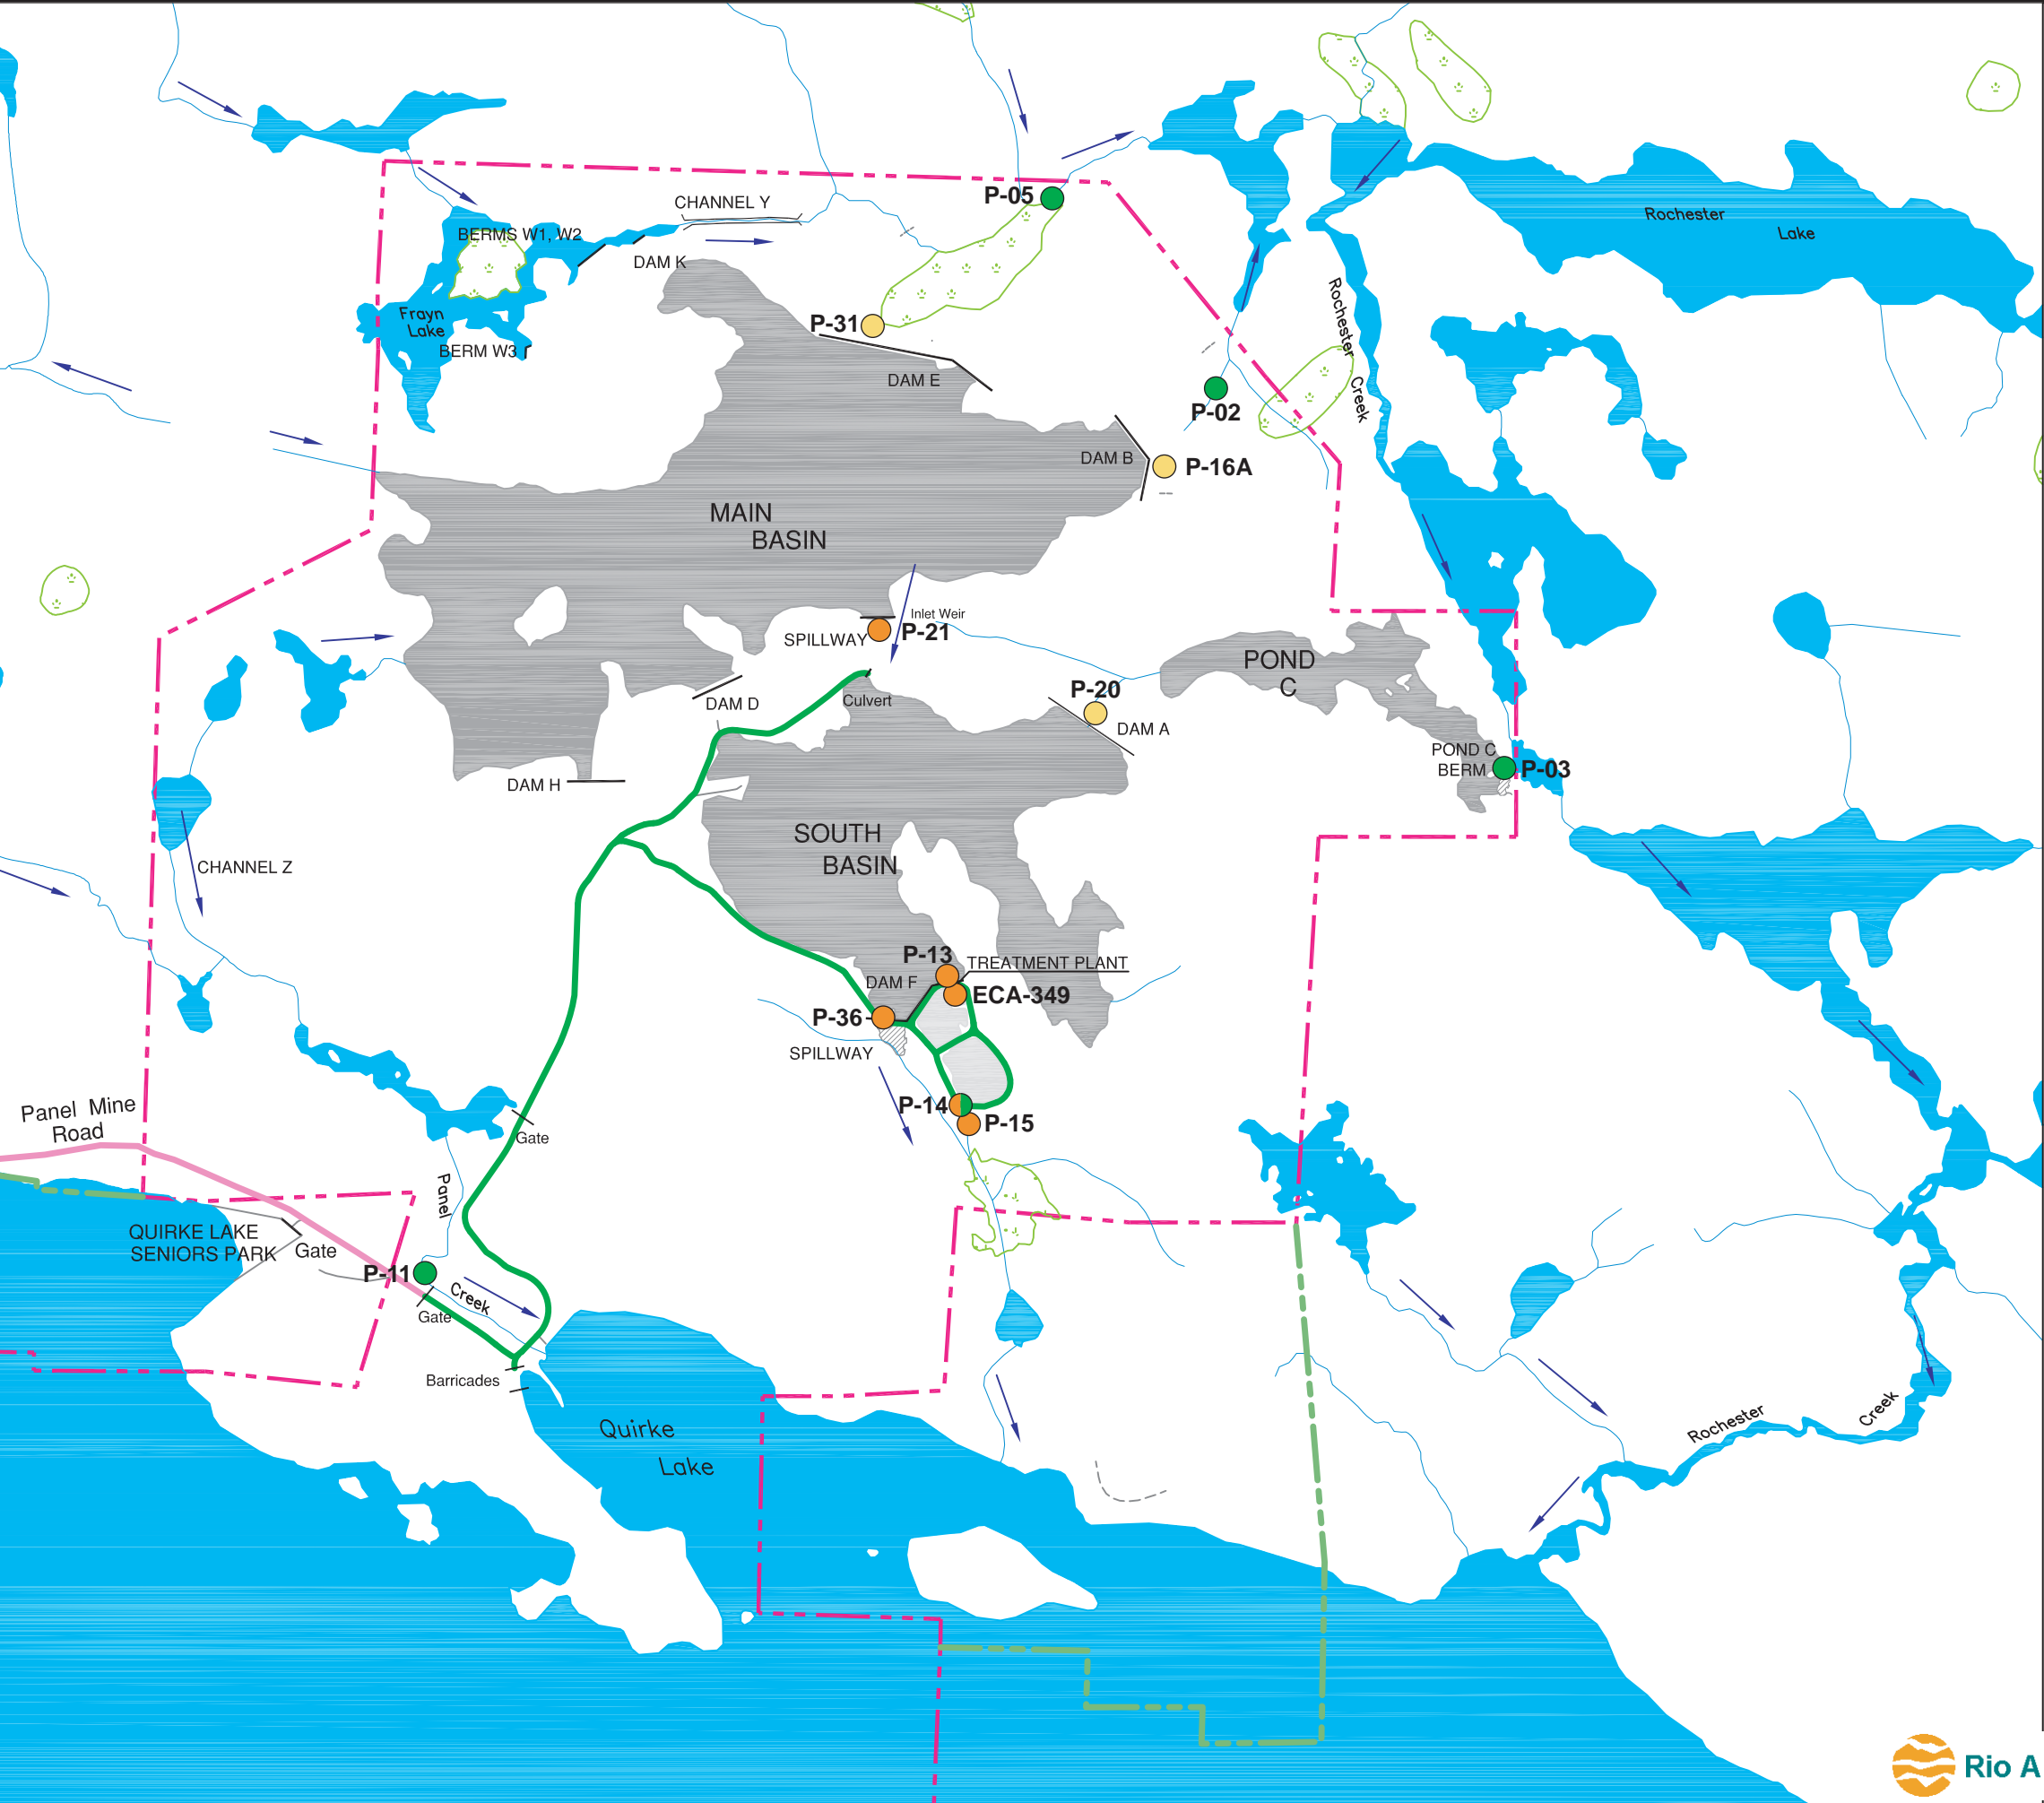 P-05
CHANNEL Y
Rochester
Lake
BERMS W1, W2
DAM K
Frayn
Lake
BERM W3
P-31
DAM E
Rochester
Creek
P-02
DAM B
P-16A
MAIN
BASIN
Inlet Weir
SPILLWAY
P-21
POND
C
P-20
DAM D
Culvert
DAM A
POND C
BERM
P-03
DAM H
SOUTH
BASIN
CHANNEL Z
P-13
TREATMENT PLANT
DAM F
ECA-349
P-36
SPILLWAY
P-14
P-15
Panel Mine
Road
Gate
Panel
QUIRKE LAKE
SENIORS PARK
Gate
P-11
Creek
Gate
Barricades
Quirke
Lake
Rochester
Creek
Rio A